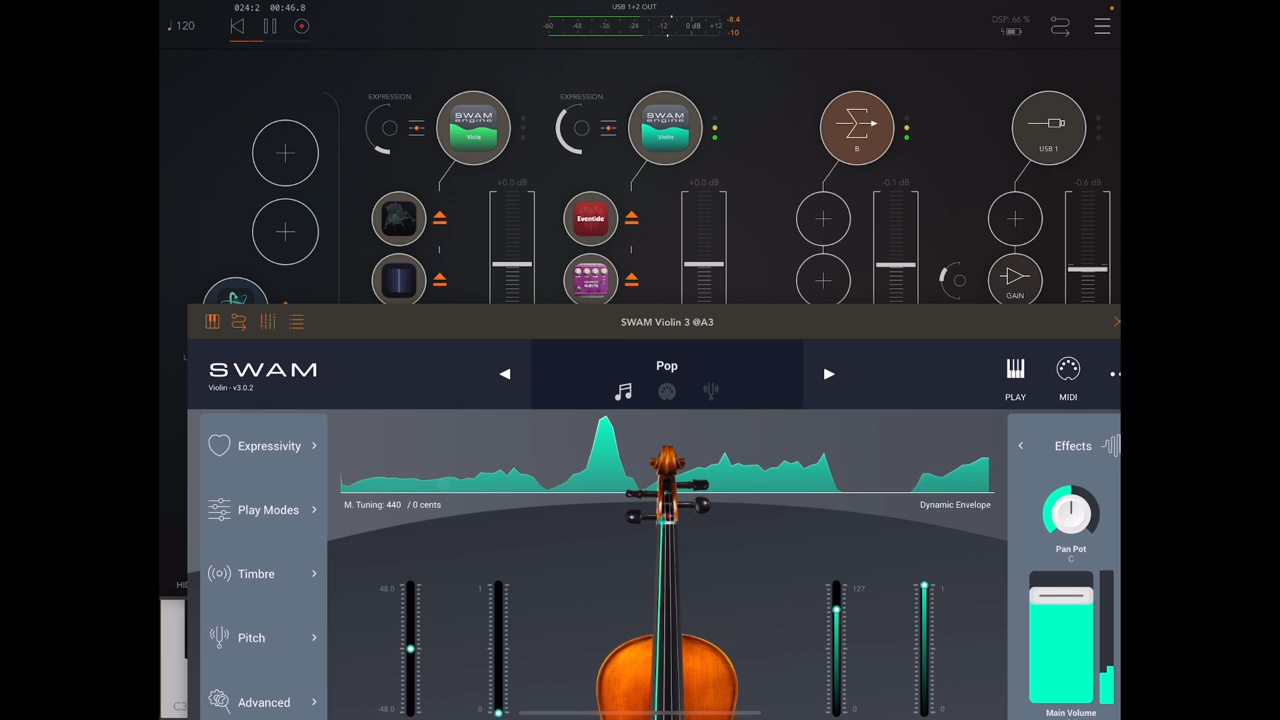 024:2 00:46.8
USB 1+2 OUT
♩ 120
-60 -48 -36 -24 -12 0 dB +12
-8.4
-10
DSP: 66 %
EXPRESSION
EXPRESSION
SWAM
engine
Viola
SWAM
engine
Violin
B
USB 1
+0.0 dB
+0.0 dB
-0.1 dB
-0.6 dB
Eventide
GAIN
SWAM Violin 3 @A3
SWAM
Violin - v3.0.2
Pop
PLAY
MIDI
Expressivity
Effects
M. Tuning: 440 / 0 cents
Dynamic Envelope
Play Modes
Pan Pot
C
Timbre
48.0
1
127
1
Pitch
Advanced
-48.0
0
0
0
Main Volume
C3